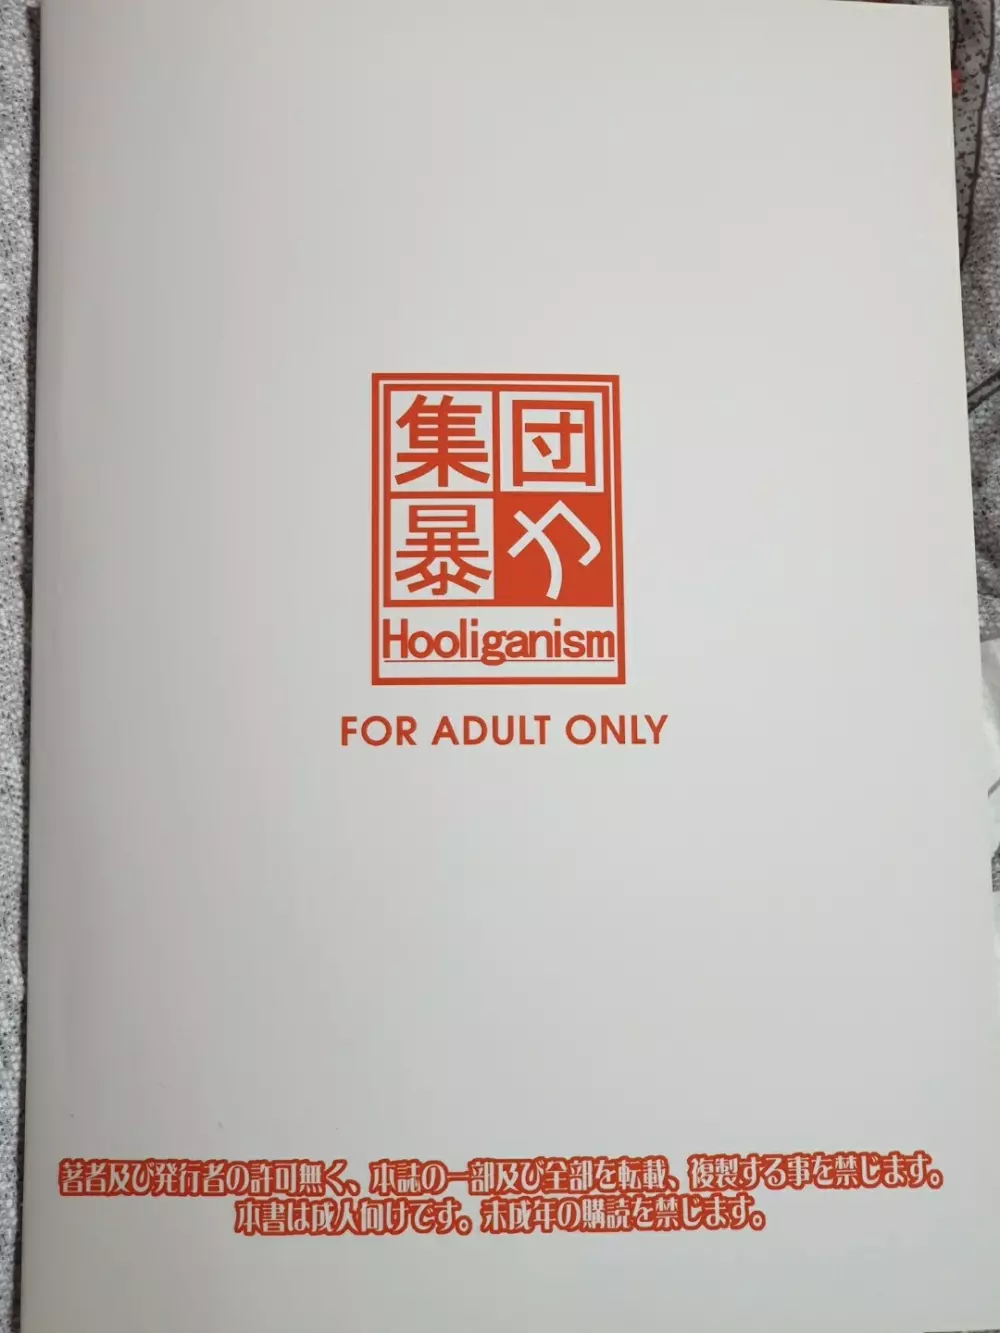 集団
暴力
Hooliganism
FOR ADULT ONLY
著者及び発行者の許可無く、本誌の一部及び全部を転載、複製する事を禁じます。
本書は成人向けです。未成年の購読を禁じます。